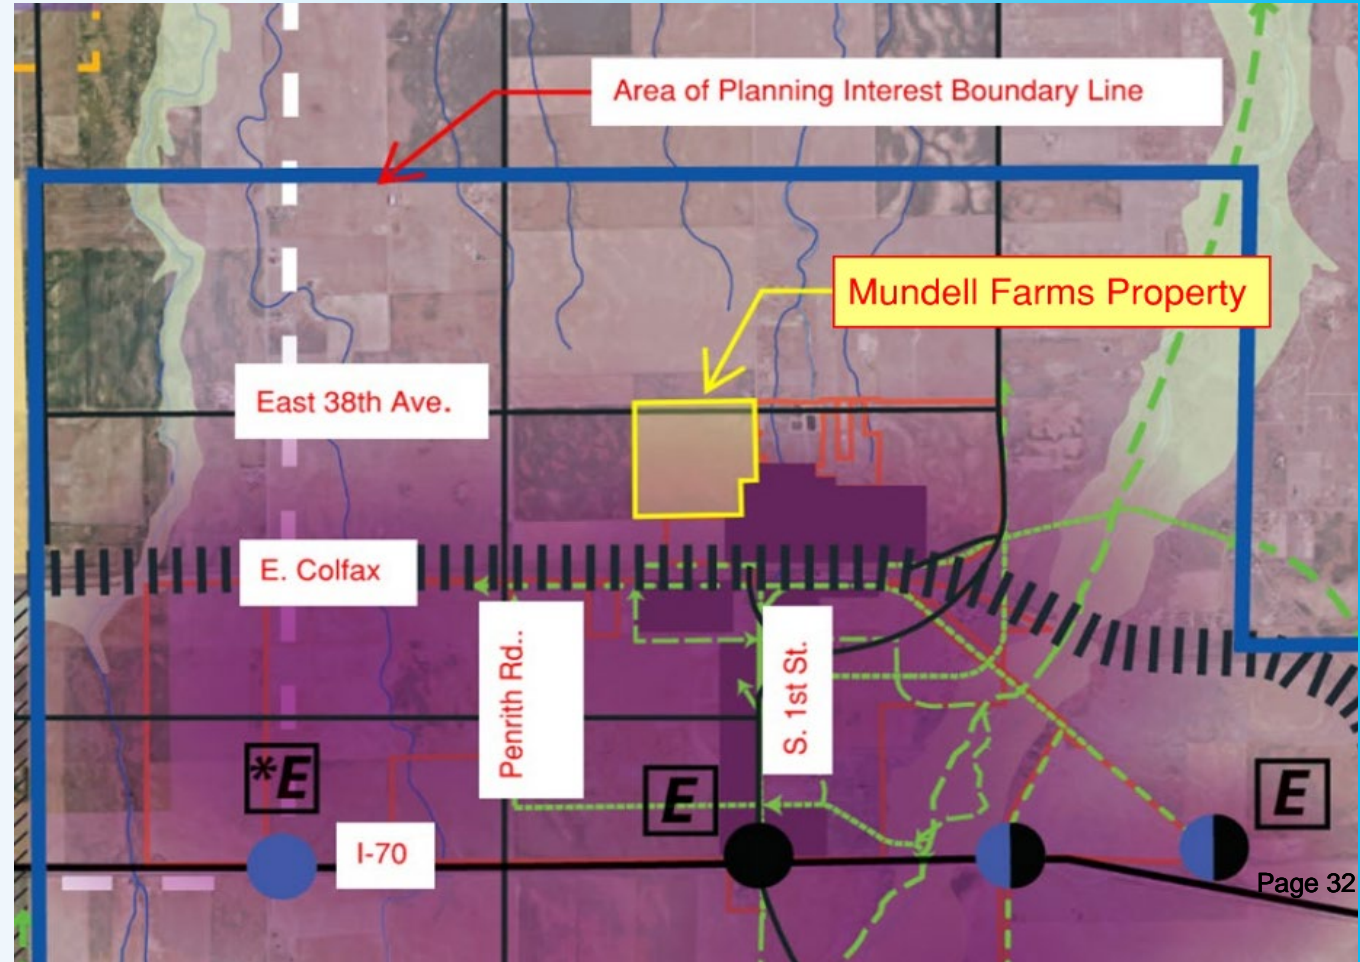 Area of Planning Interest Boundary Line
Mundell Farms Property
East 38th Ave.
E. Colfax
Penrith Rd..
S. 1st St.
*E
E
E
I-70
Page 32